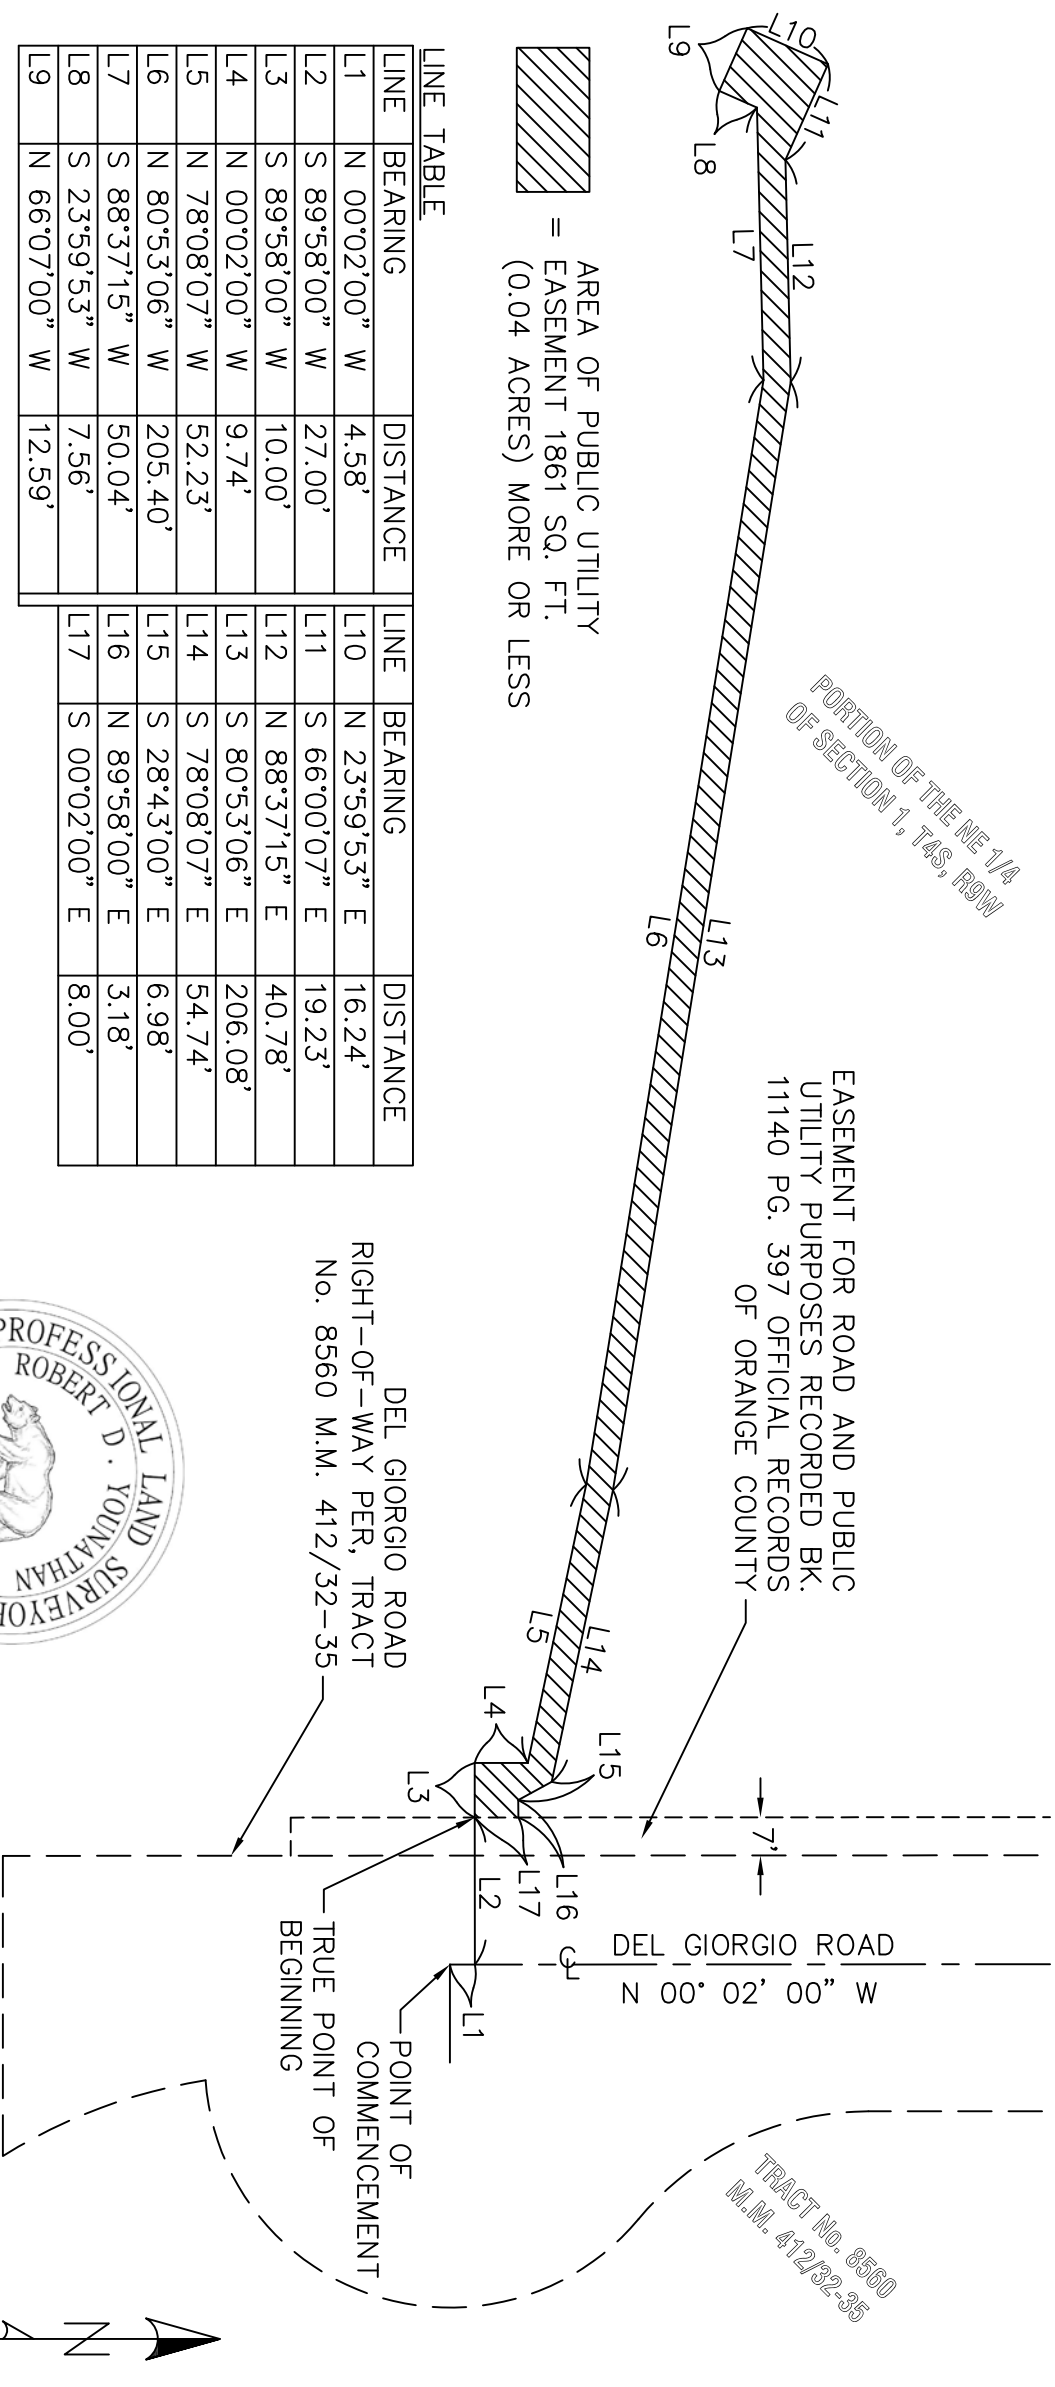 L10
L11
L9
L8
L7
L12
PORTION OF THE NE 1/4
OF SECTION 1, T4S, R9W
L13
L6
AREA OF PUBLIC UTILITY
= EASEMENT 1861 SQ. FT.
(0.04 ACRES) MORE OR LESS
LINE TABLE
LINE BEARING DISTANCE
L1 N 00°02'00" W 4.58'
L2 S 89°58'00" W 27.00'
L3 S 89°58'00" W 10.00'
L4 N 00°02'00" W 9.74'
L5 N 78°08'07" W 52.23'
L6 N 80°53'06" W 205.40'
L7 S 88°37'15" W 50.04'
L8 S 23°59'53" W 7.56'
L9 N 66°07'00" W 12.59'
LINE BEARING DISTANCE
L10 N 23°59'53" E 16.24'
L11 S 66°00'07" E 19.23'
L12 N 88°37'15" E 40.78'
L13 S 80°53'06" E 206.08'
L14 S 78°08'07" E 54.74'
L15 S 28°43'00" E 6.98'
L16 N 89°58'00" E 3.18'
L17 S 00°02'00" E 8.00'
EASEMENT FOR ROAD AND PUBLIC
UTILITY PURPOSES RECORDED BK.
11140 PG. 397 OFFICIAL RECORDS
OF ORANGE COUNTY
DEL GIORGIO ROAD
RIGHT-OF-WAY PER, TRACT
No. 8560 M.M. 412/32-35
L14
L5
L4
L3
L15
L16
L17
L2
L1
7'
DEL GIORGIO ROAD
N 00° 02' 00" W
CL
TRUE POINT OF
BEGINNING
POINT OF
COMMENCEMENT
TRACT No. 8560
M.M. 412/32-35
PROFESSIONAL LAND SURVEYO
ROBERT D. YOUNATHAN
N